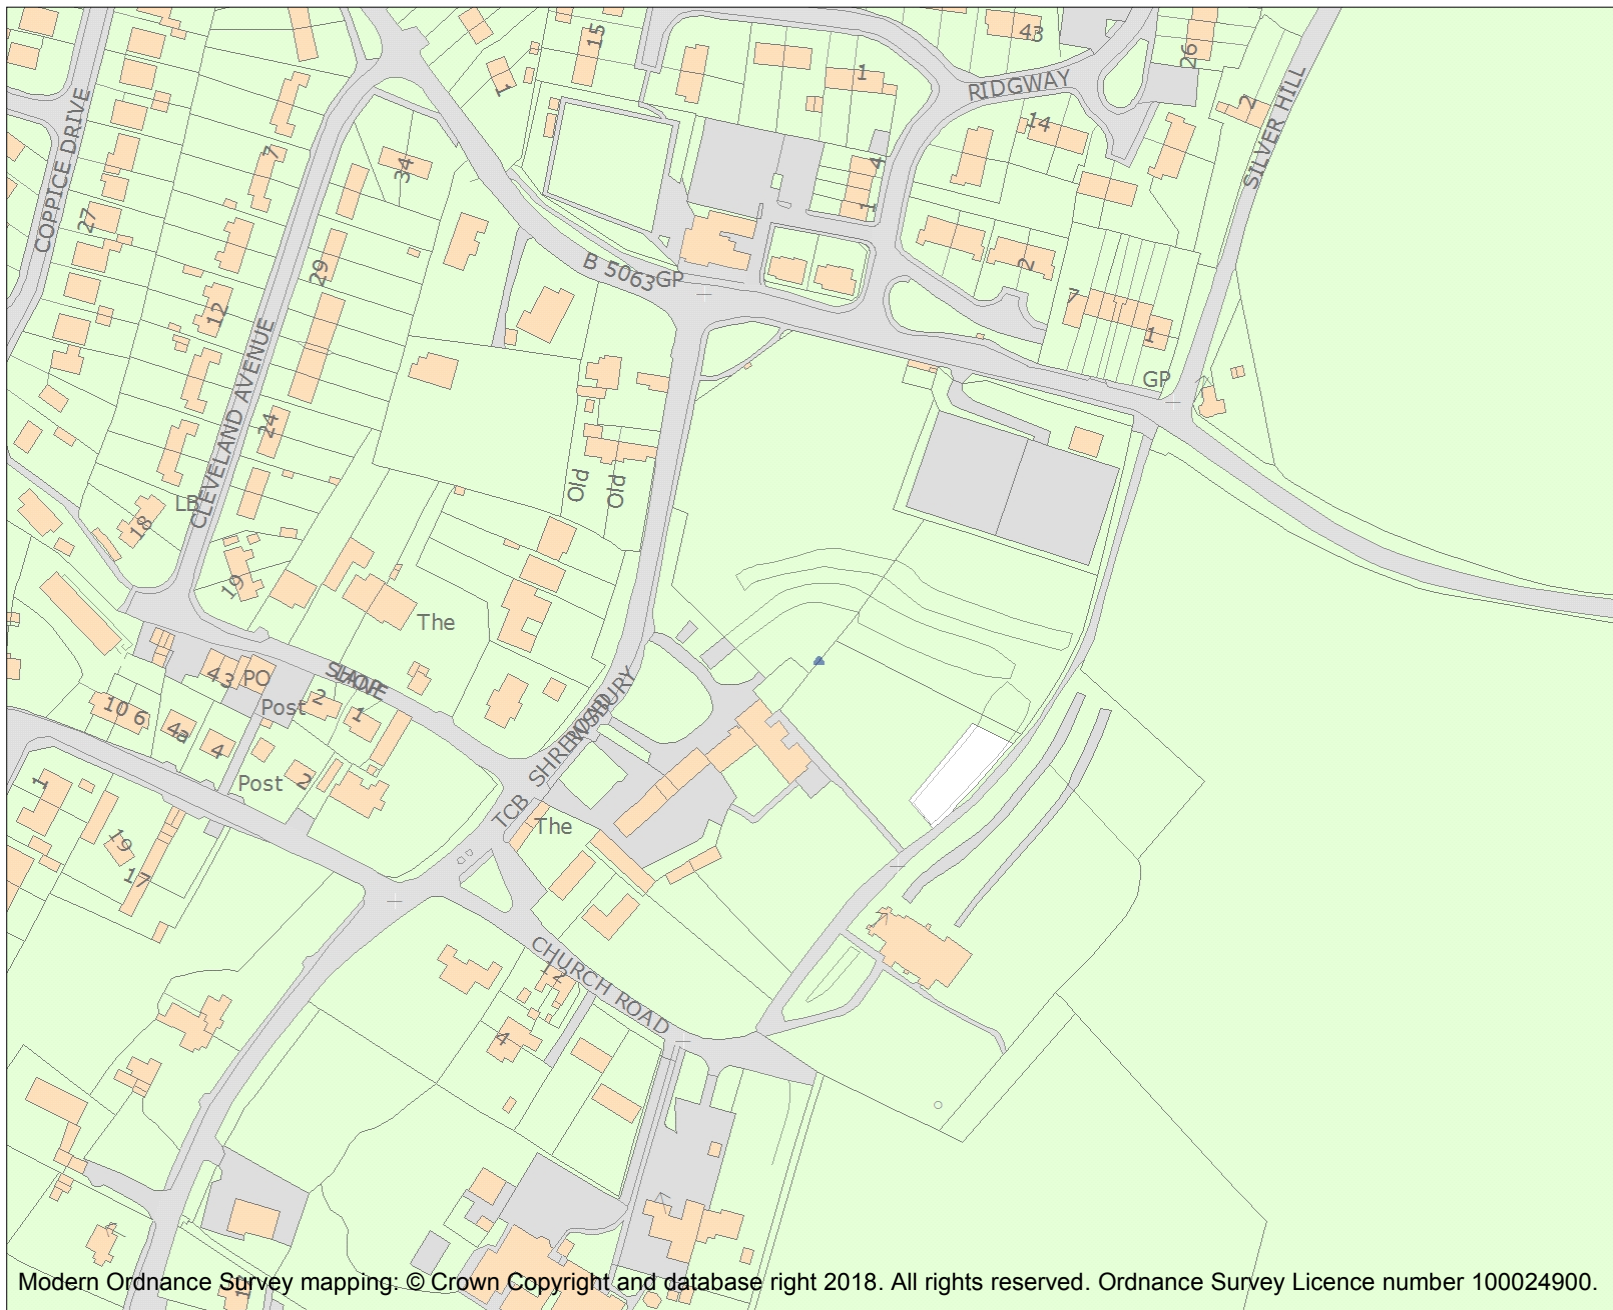 15
43
26
1
1
RIDGWAY
2
SILVER HILL
COPPICE DRIVE
14
7
34
4
1
27
29
B 5063
GP
2
12
7
1
GP
CLEVELAND AVENUE
24
Old
Old
LB
18
19
The
SHREWSBURY
ROAD
43
PO
2
Post
1
10 6
4a
4
Post
2
1
TCB
The
19
17
CHURCH ROAD
12
4
Modern Ordnance Survey mapping: © Crown Copyright and database right 2018. All rights reserved. Ordnance Survey Licence number 100024900.